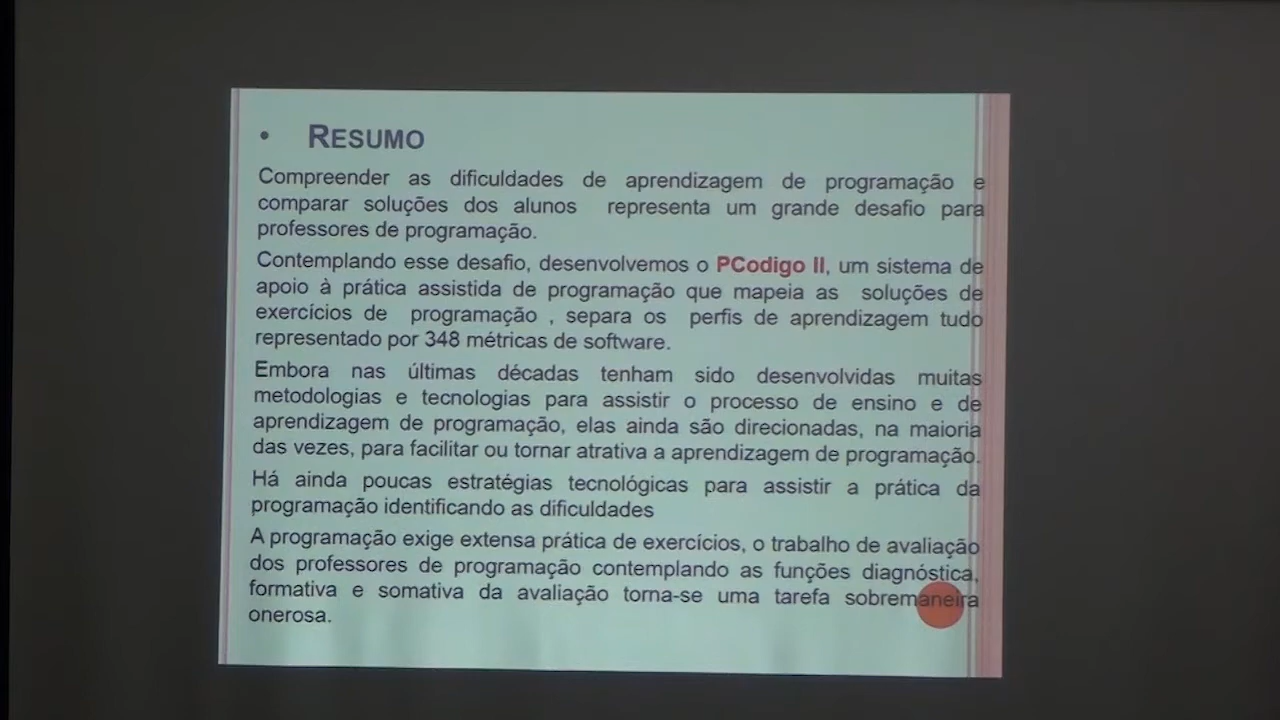 • RESUMO
Compreender as dificuldades de aprendizagem de programação e
comparar soluções dos alunos representa um grande desafio para
professores de programação.
Contemplando esse desafio, desenvolvemos o PCodigo II, um sistema de
apoio à prática assistida de programação que mapeia as soluções de
exercícios de programação , separa os perfis de aprendizagem tudo
representado por 348 métricas de software.
Embora nas últimas décadas tenham sido desenvolvidas muitas
metodologias e tecnologias para assistir o processo de ensino e de
aprendizagem de programação, elas ainda são direcionadas, na maioria
das vezes, para facilitar ou tornar atrativa a aprendizagem de programação.
Há ainda poucas estratégias tecnológicas para assistir a prática da
programação identificando as dificuldades
A programação exige extensa prática de exercícios, o trabalho de avaliação
dos professores de programação contemplando as funções diagnóstica,
formativa e somativa da avaliação torna-se uma tarefa sobremaneira
onerosa.